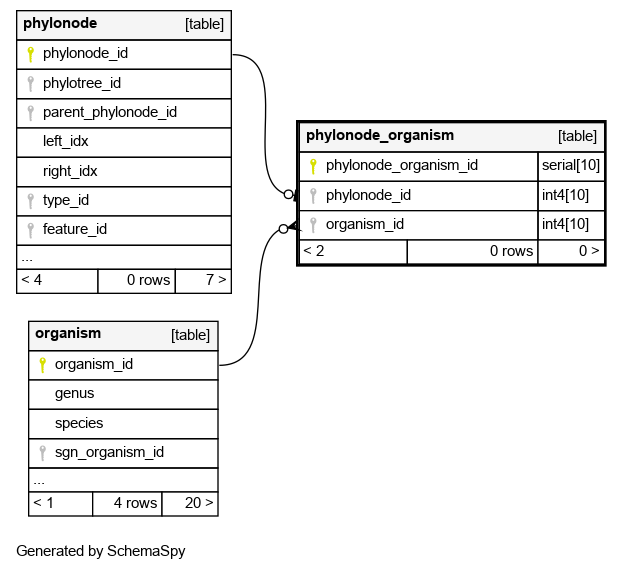 phylonode [table]
phylonode_id
phylotree_id
parent_phylonode_id
left_idx
right_idx
type_id
feature_id
...
< 4 0 rows 7 >
phylonode_organism [table]
phylonode_organism_id serial[10]
phylonode_id int4[10]
organism_id int4[10]
< 2 0 rows 0 >
organism [table]
organism_id
genus
species
sgn_organism_id
...
< 1 4 rows 20 >
Generated by SchemaSpy